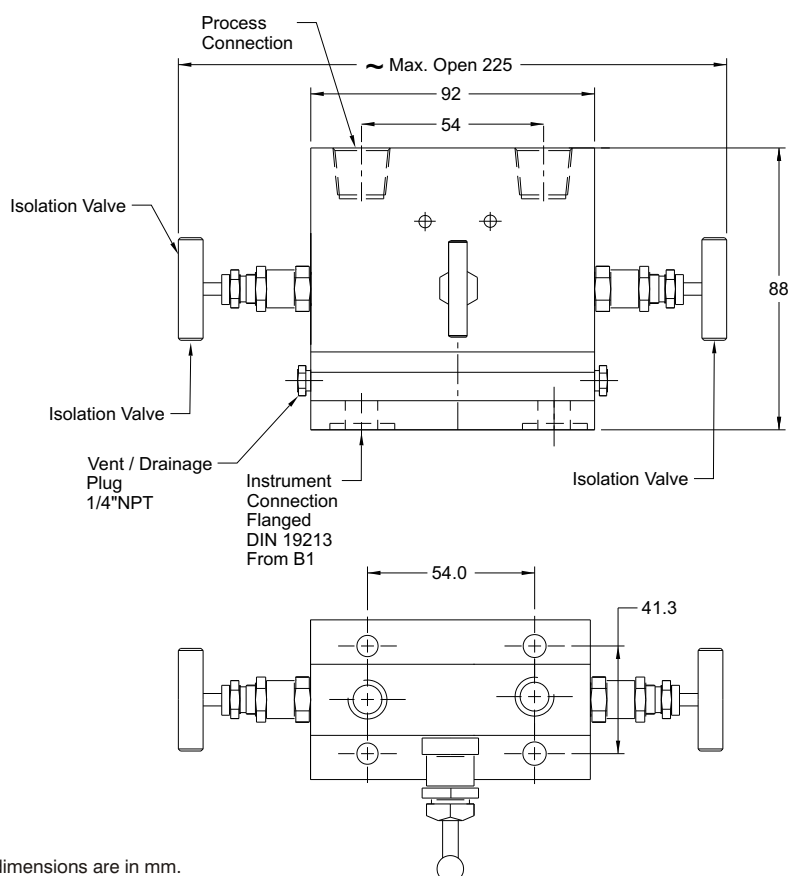 Process
Connection
~ Max. Open 225
92
54
Isolation Valve
88
Isolation Valve
Vent / Drainage
Plug
1/4"NPT
Instrument
Connection
Flanged
DIN 19213
From B1
Isolation Valve
54.0
41.3
dimensions are in mm.